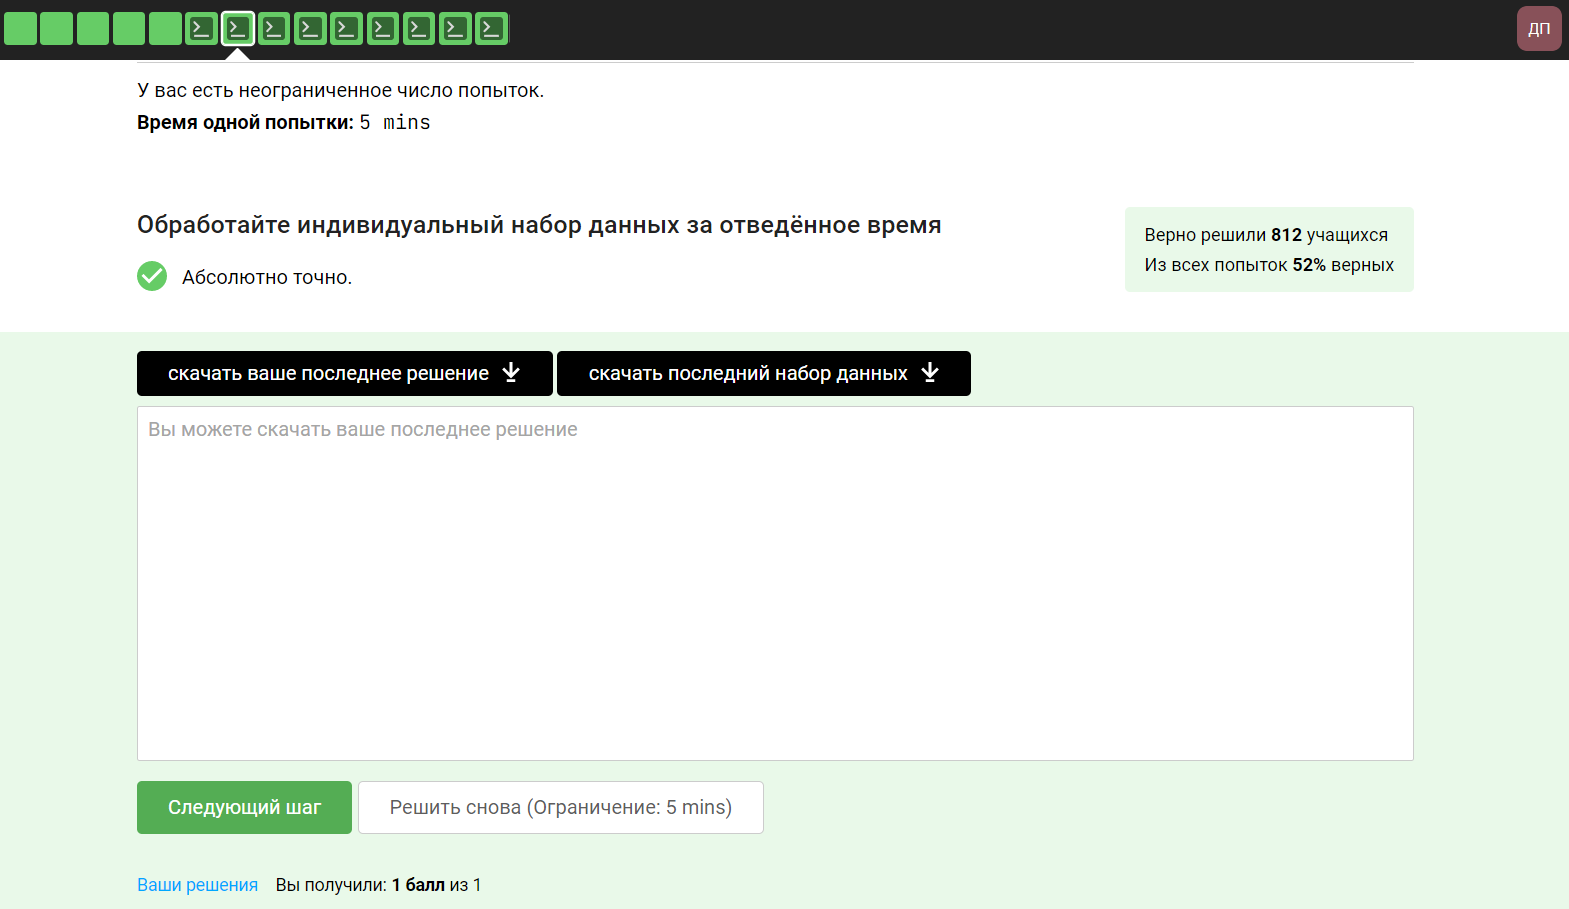 ДП
У вас есть неограниченное число попыток.
Время одной попытки: 5 mins
Обработайте индивидуальный набор данных за отведённое время
Верно решили 812 учащихся
Из всех попыток 52% верных
Абсолютно точно.
скачать ваше последнее решение
скачать последний набор данных
Вы можете скачать ваше последнее решение
Следующий шаг
Решить снова (Ограничение: 5 mins)
Ваши решения Вы получили: 1 балл из 1